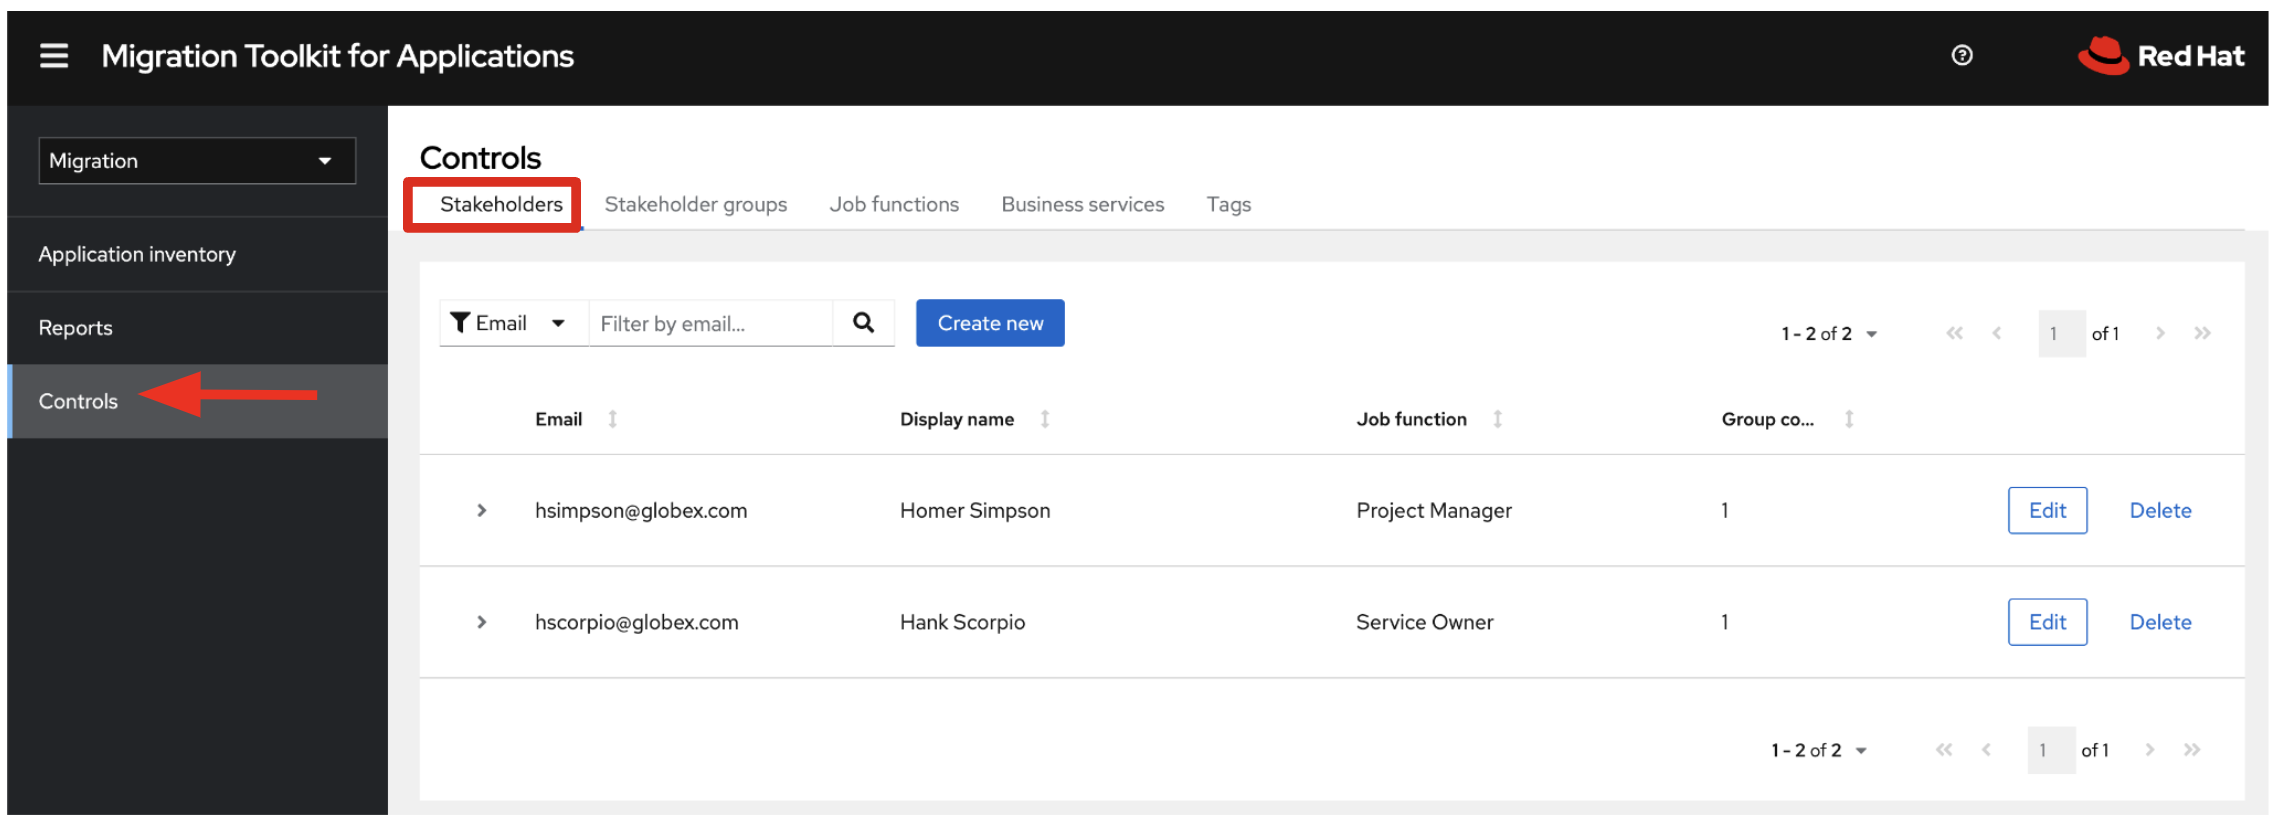 Migration Toolkit for Applications
Red Hat
Migration
Application inventory
Reports
Controls
Controls
Stakeholders Stakeholder groups Job functions Business services Tags
Email Filter by email... Create new 1 - 2 of 2 1 of 1
Email Display name Job function Group co...
hsimpson@globex.com Homer Simpson Project Manager 1 Edit Delete
hscorpio@globex.com Hank Scorpio Service Owner 1 Edit Delete
1 - 2 of 2 1 of 1